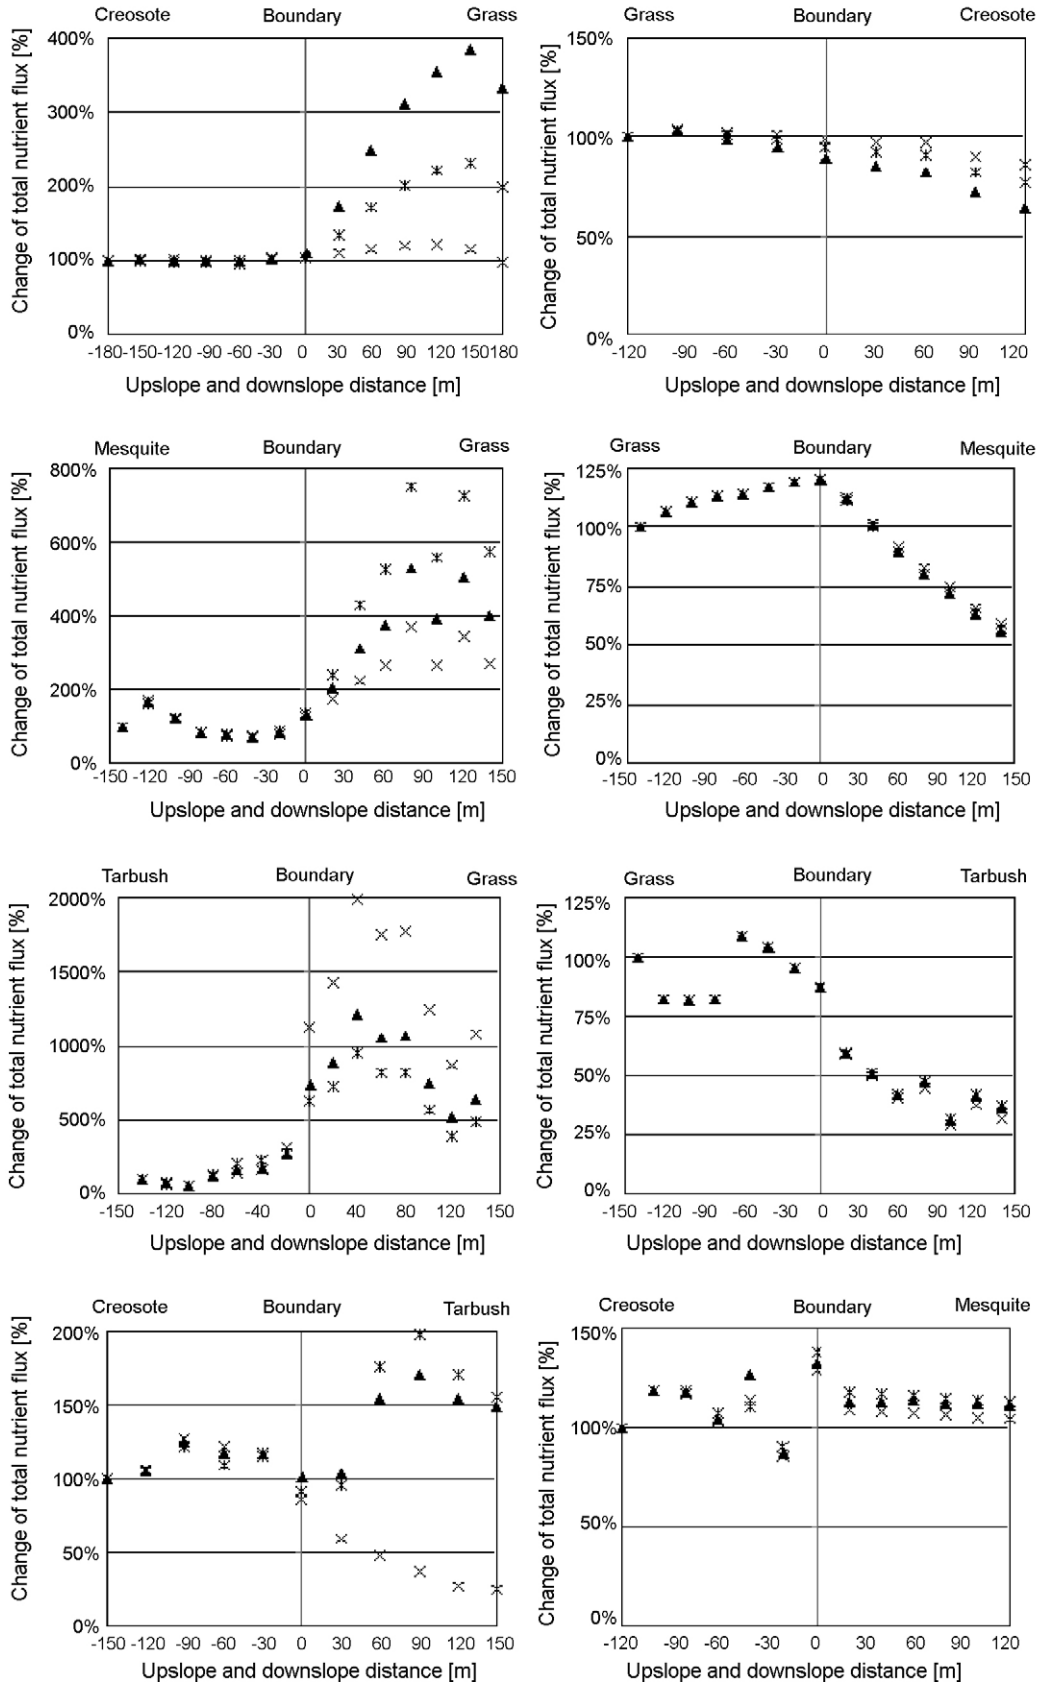 Creosote Boundary Grass
Change of total nutrient flux [%]
400%
300%
200%
100%
0%
-180 -150 -120 -90 -60 -30 0 30 60 90 120 150 180
Upslope and downslope distance [m]
Grass Boundary Creosote
Change of total nutrient flux [%]
150%
100%
50%
0%
-120 -90 -60 -30 0 30 60 90 120
Upslope and downslope distance [m]
Mesquite Boundary Grass
Change of total nutrient flux [%]
800%
600%
400%
200%
0%
-150 -120 -90 -60 -30 0 30 60 90 120 150
Upslope and downslope distance [m]
Grass Boundary Mesquite
Change of total nutrient flux [%]
125%
100%
75%
50%
25%
0%
-150 -120 -90 -60 -30 0 30 60 90 120 150
Upslope and downslope distance [m]
Tarbush Boundary Grass
Change of total nutrient flux [%]
2000%
1500%
1000%
500%
0%
-150 -120 -80 -40 0 40 80 120 150
Upslope and downslope distance [m]
Grass Boundary Tarbush
Change of total nutrient flux [%]
125%
100%
75%
50%
25%
0%
-150 -120 -90 -60 -30 0 30 60 90 120 150
Upslope and downslope distance [m]
Creosote Boundary Tarbush
Change of total nutrient flux [%]
200%
150%
100%
50%
0%
-150 -120 -90 -60 -30 0 30 60 90 120 150
Upslope and downslope distance [m]
Creosote Boundary Mesquite
Change of total nutrient flux [%]
150%
100%
50%
0%
-120 -90 -60 -30 0 30 60 90 120
Upslope and downslope distance [m]